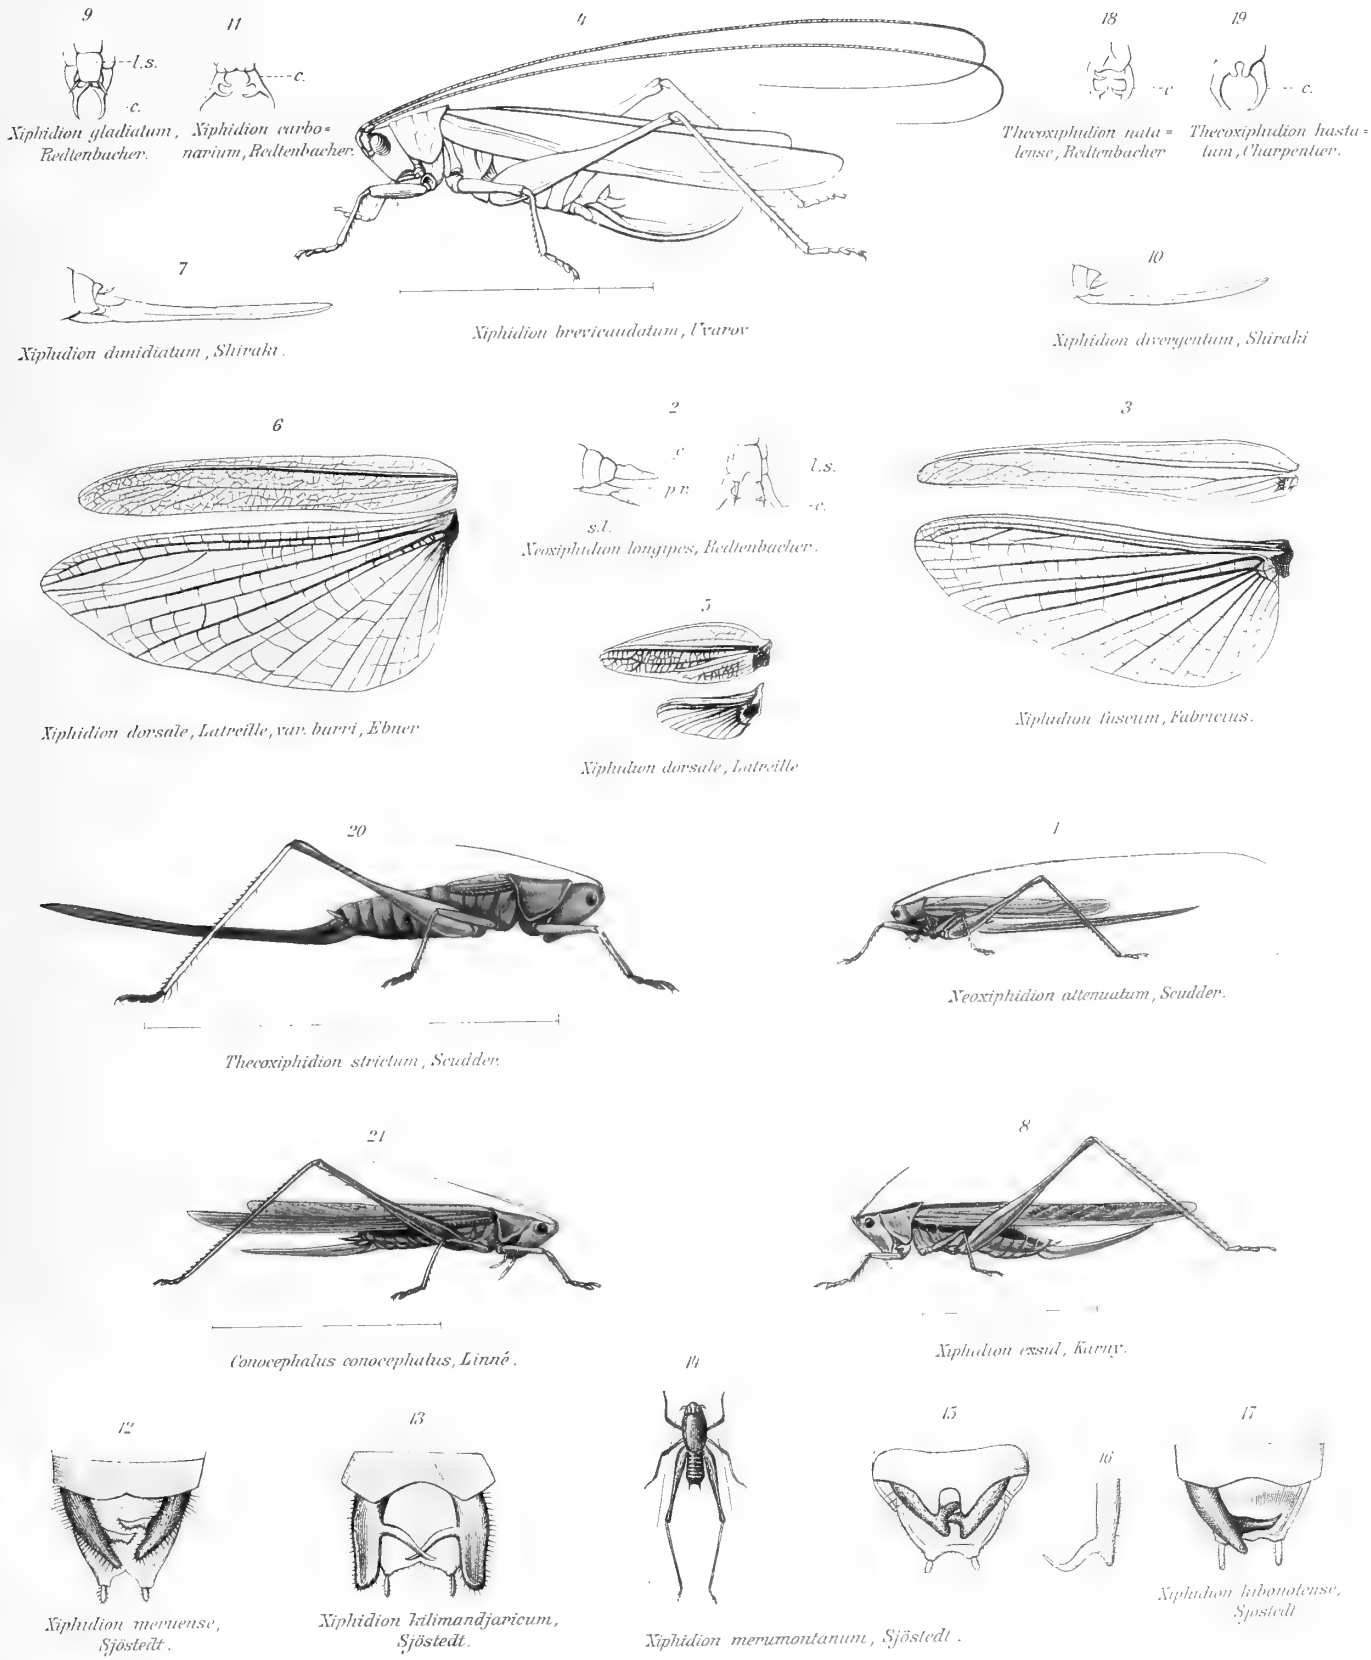 9
l.s.
c.
Xiphidion gladiatum,
Redtenbacher.
11
c.
Xiphidion carbo=
narium, Redtenbacher.
4
Xiphidion brevicaudatum, Uvarov
18
c
Thecoxiphidion nata=
lense, Redtenbacher
19
c.
Thecoxiphidion hasta=
tum, Charpentier.
7
Xiphidion dimidiatum, Shiraki.
10
Xiphidion divergentum, Shiraki
6
Xiphidion dorsale, Latreille, var. burri, Ebner
2
c
p.r.
s.l.
l.s.
c.
Neoxiphidion longipes, Redtenbacher.
3
Xiphidion fuscum, Fabricius.
5
Xiphidion dorsale, Latreille
20
Thecoxiphidion strictum, Scudder.
1
Neoxiphidion attenuatum, Scudder.
21
Conocephalus conocephalus, Linné.
8
Xiphidion exsul, Karny.
12
Xiphidion meruense,
Sjöstedt.
13
Xiphidion kilimandjaricum,
Sjöstedt.
14
15
16
Xiphidion merumontanum, Sjöstedt.
17
Xiphidion kibonotense,
Sjöstedt